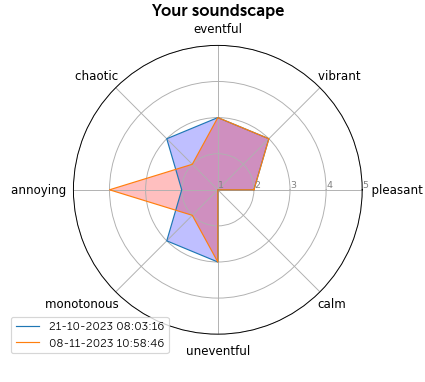 Your soundscape
eventful
chaotic
vibrant
annoying
1
2
3
4
5
pleasant
monotonous
calm
21-10-2023 08:03:16
08-11-2023 10:58:46
uneventful